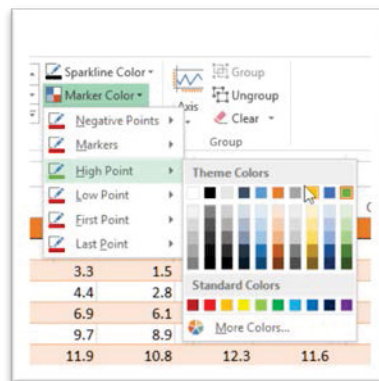 Sparkline Color
Marker Color
Axis
Group
Ungroup
Clear
Group
Negative Points
Markers
High Point
Low Point
First Point
Last Point
Theme Colors
Standard Colors
More Colors...
3.3 1.5
4.4 2.8
6.9 6.1
9.7 8.9
11.9 10.8 12.3 11.6